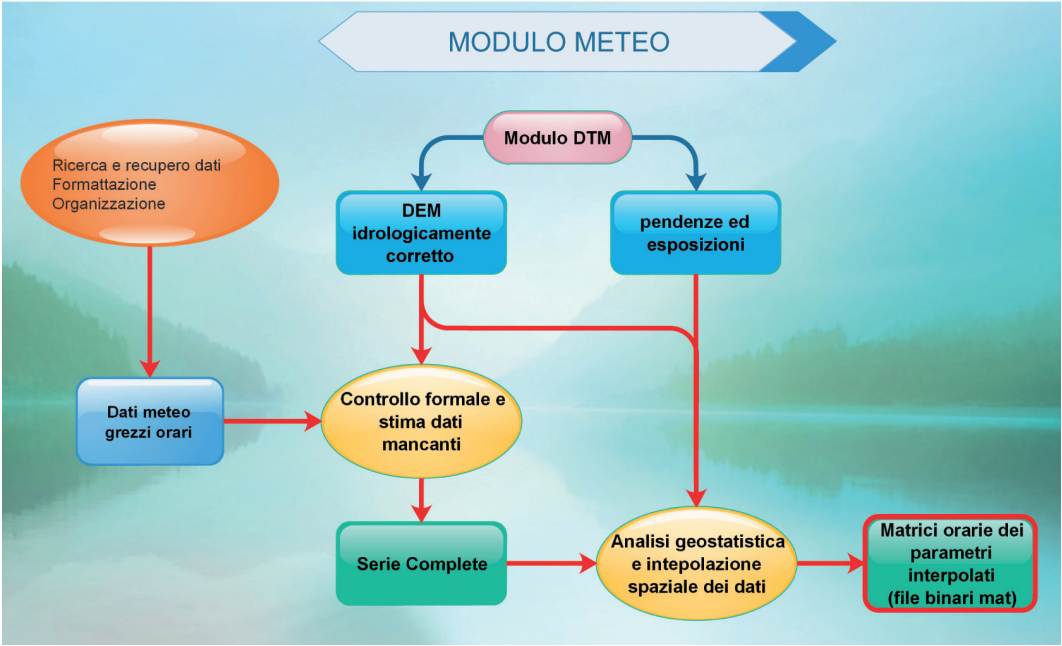 MODULO METEO
Modulo DTM
Ricerca e recupero dati
Formattazione
Organizzazione
DEM
idrologicamente
corretto
pendenze ed
esposizioni
Dati meteo
grezzi orari
Controllo formale e
stima dati
mancanti
Serie Complete
Analisi geostatistica
e intepolazione
spaziale dei dati
Matrici orarie dei
parametri
interpolati
(file binari mat)